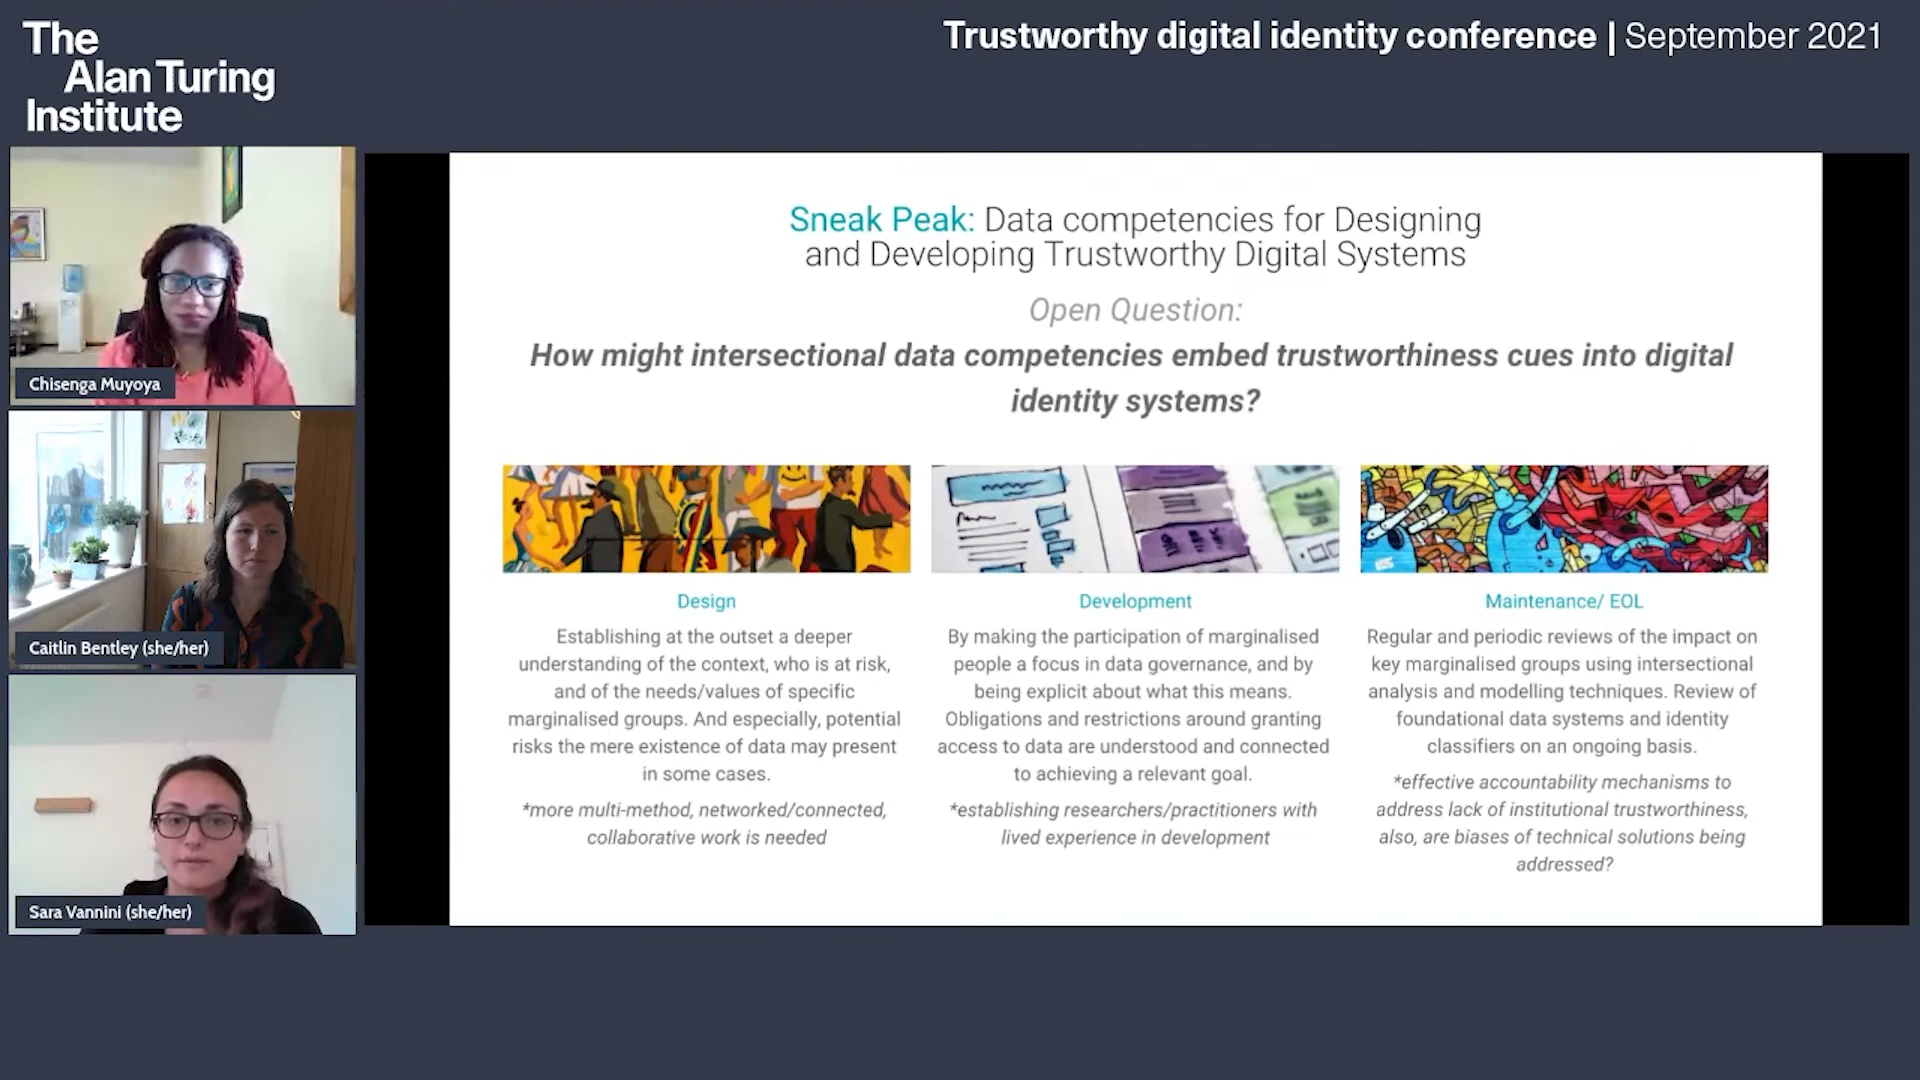 The
Alan Turing
Institute
Trustworthy digital identity conference | September 2021
Chisenga Muyoya
Caitlin Bentley (she/her)
Sara Vannini (she/her)
Sneak Peak: Data competencies for Designing
and Developing Trustworthy Digital Systems
Open Question:
How might intersectional data competencies embed trustworthiness cues into digital
identity systems?
Design
Establishing at the outset a deeper
understanding of the context, who is at risk,
and of the needs/values of specific
marginalised groups. And especially, potential
risks the mere existence of data may present
in some cases.
*more multi-method, networked/connected,
collaborative work is needed
Development
By making the participation of marginalised
people a focus in data governance, and by
being explicit about what this means.
Obligations and restrictions around granting
access to data are understood and connected
to achieving a relevant goal.
*establishing researchers/practitioners with
lived experience in development
Maintenance/ EOL
Regular and periodic reviews of the impact on
key marginalised groups using intersectional
analysis and modelling techniques. Review of
foundational data systems and identity
classifiers on an ongoing basis.
*effective accountability mechanisms to
address lack of institutional trustworthiness,
also, are biases of technical solutions being
addressed?